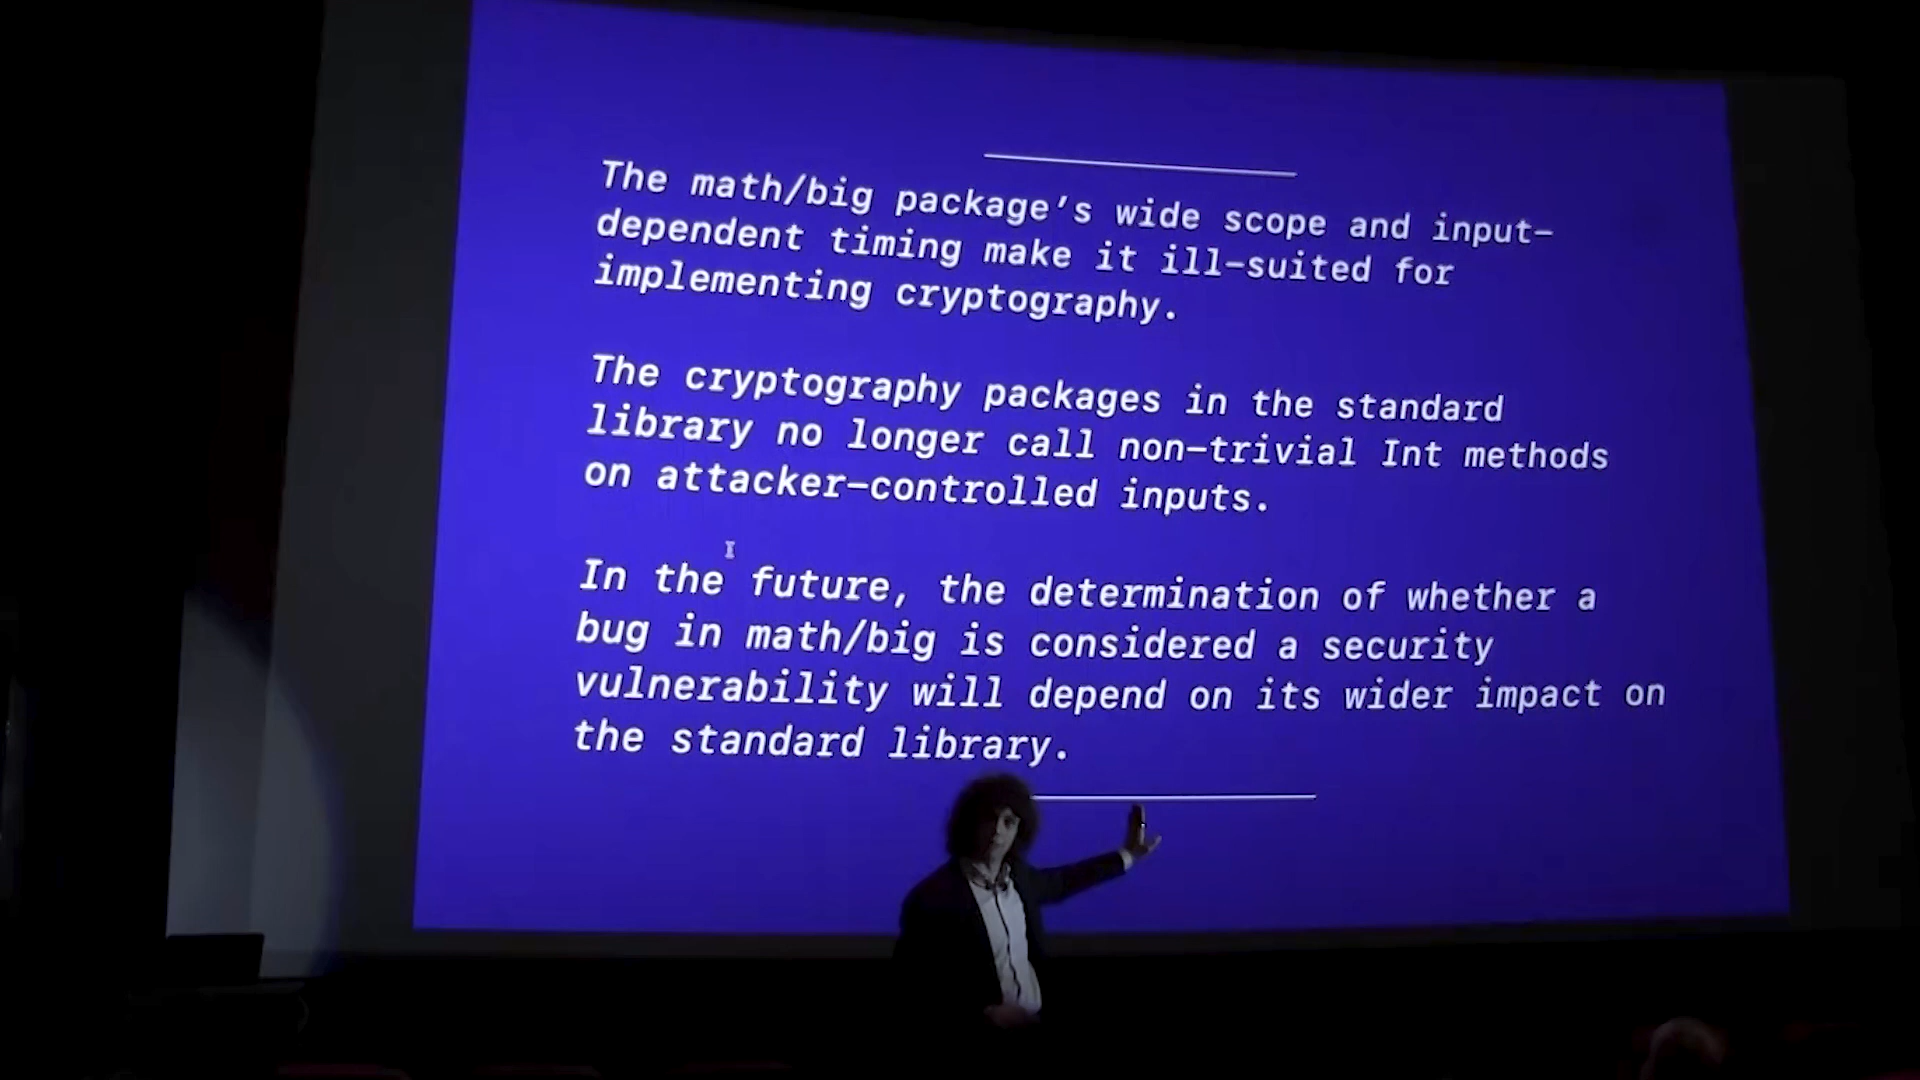 The math/big package's wide scope and input-
dependent timing make it ill-suited for
implementing cryptography.
The cryptography packages in the standard
library no longer call non-trivial Int methods
on attacker-controlled inputs.
In the future, the determination of whether a
bug in math/big is considered a security
vulnerability will depend on its wider impact on
the standard library.